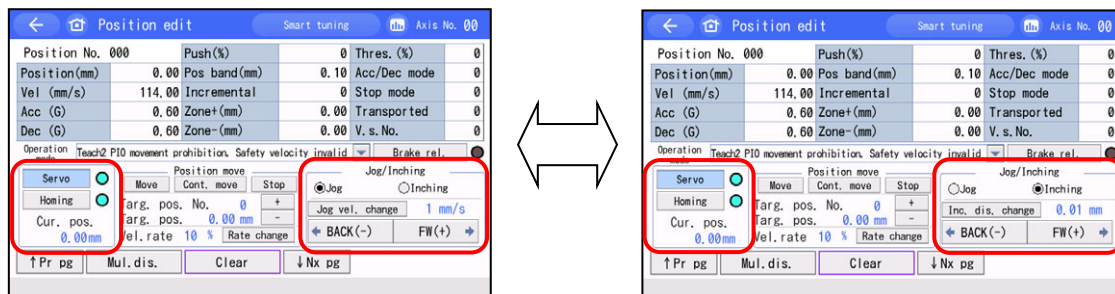 Position edit Smart tuning Axis No. 00
Position No. 000 Push(%) 0 Thres. (%) 0
Position(mm) 0.00 Pos band(mm) 0.10 Acc/Dec mode 0
Vel (mm/s) 114.00 Incremental 0 Stop mode 0
Acc (G) 0.60 Zone+(mm) 0.00 Transported 0
Dec (G) 0.60 Zone-(mm) 0.00 V.s.No. 0
Operation Teach2 PIO movement prohibition, Safety velocity invalid Brake rel.
Servo Position move Jog/Inching
Move Cont. move Stop Jog Inching
Homing Targ. pos. No. 0 + Jog vel. change 1 mm/s
Cur. pos. Targ. pos. 0.00 mm -
0.00mm Vel.rate 10 % Rate change BACK(-) FW(+)
↑Pr pg Mul.dis. Clear ↓Nx pg
Position edit Smart tuning Axis No. 00
Position No. 000 Push(%) 0 Thres. (%) 0
Position(mm) 0.00 Pos band(mm) 0.10 Acc/Dec mode 0
Vel (mm/s) 114.00 Incremental 0 Stop mode 0
Acc (G) 0.60 Zone+(mm) 0.00 Transported 0
Dec (G) 0.60 Zone-(mm) 0.00 V.s.No. 0
Operation Teach2 PIO movement prohibition, Safety velocity invalid Brake rel.
Servo Position move Jog/Inching
Move Cont. move Stop Jog Inching
Homing Targ. pos. No. 0 + Inc. dis. change 0.01 mm
Cur. pos. Targ. pos. 0.00 mm -
0.00mm Vel.rate 10 % Rate change BACK(-) FW(+)
↑Pr pg Mul.dis. Clear ↓Nx pg